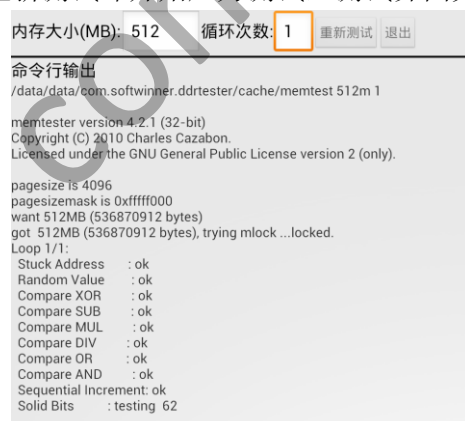 内存大小(MB): 512 循环次数: 1 重新测试 退出
命令行输出
/data/data/com.softwinner.ddrtester/cache/memtest 512m 1
memtester version 4.2.1 (32-bit)
Copyright (C) 2010 Charles Cazabon.
Licensed under the GNU General Public License version 2 (only).
pagesize is 4096
pagesizemask is 0xfffff000
want 512MB (536870912 bytes)
got 512MB (536870912 bytes), trying mlock ...locked.
Loop 1/1:
Stuck Address : ok
Random Value : ok
Compare XOR : ok
Compare SUB : ok
Compare MUL : ok
Compare DIV : ok
Compare OR : ok
Compare AND : ok
Sequential Increment: ok
Solid Bits : testing 62